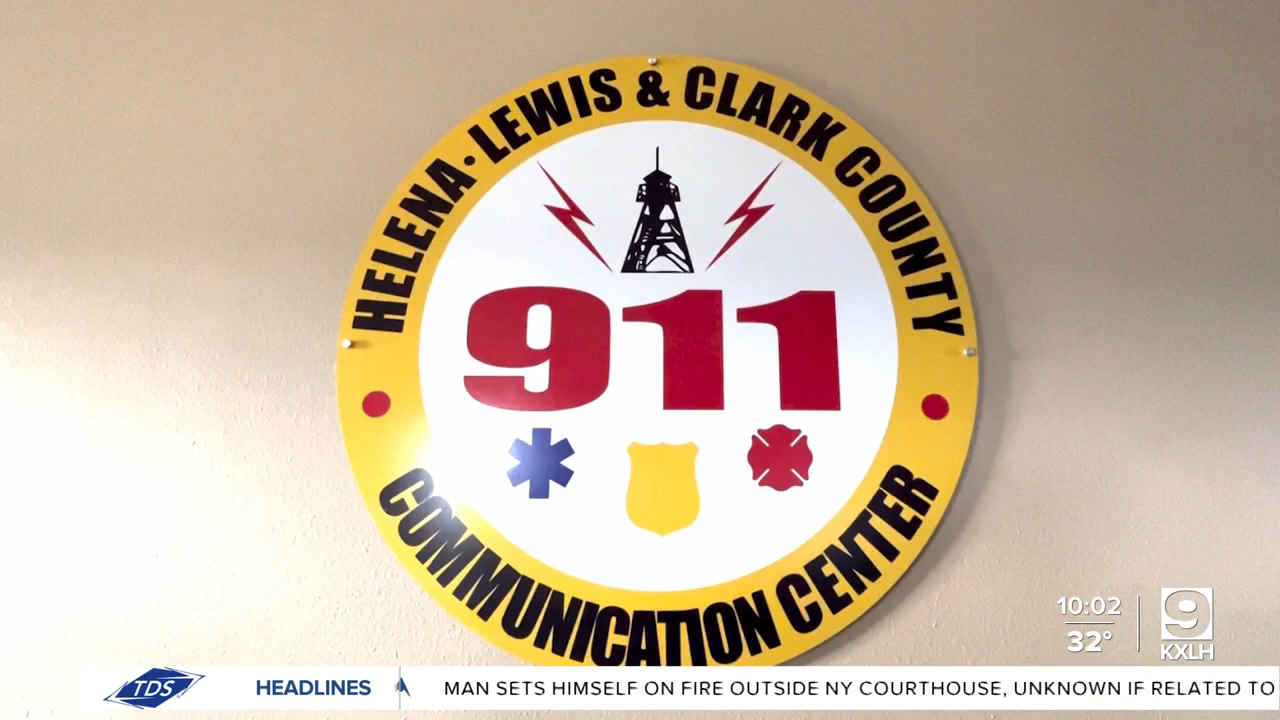 HELENA · LEWIS & CLARK COUNTY
911
COMMUNICATION CENTER
10:02
32°
9
KXLH
TDS
HEADLINES
MAN SETS HIMSELF ON FIRE OUTSIDE NY COURTHOUSE, UNKNOWN IF RELATED TO